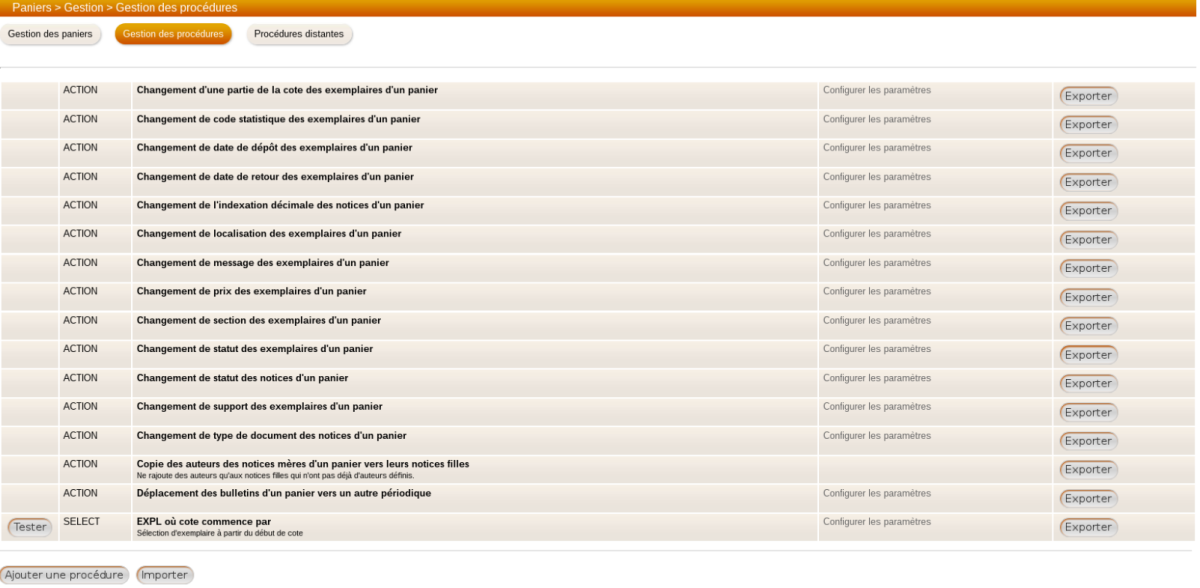 Paniers > Gestion > Gestion des procédures
Gestion des paniers Gestion des procédures Procédures distantes
ACTION Changement d'une partie de la cote des exemplaires d'un panier Configurer les paramètres Exporter
ACTION Changement de code statistique des exemplaires d'un panier Configurer les paramètres Exporter
ACTION Changement de date de dépôt des exemplaires d'un panier Configurer les paramètres Exporter
ACTION Changement de date de retour des exemplaires d'un panier Configurer les paramètres Exporter
ACTION Changement de l'indexation décimale des notices d'un panier Configurer les paramètres Exporter
ACTION Changement de localisation des exemplaires d'un panier Configurer les paramètres Exporter
ACTION Changement de message des exemplaires d'un panier Configurer les paramètres Exporter
ACTION Changement de prix des exemplaires d'un panier Configurer les paramètres Exporter
ACTION Changement de section des exemplaires d'un panier Configurer les paramètres Exporter
ACTION Changement de statut des exemplaires d'un panier Configurer les paramètres Exporter
ACTION Changement de statut des notices d'un panier Configurer les paramètres Exporter
ACTION Changement de support des exemplaires d'un panier Configurer les paramètres Exporter
ACTION Changement de type de document des notices d'un panier Configurer les paramètres Exporter
ACTION Copie des auteurs des notices mères d'un panier vers leurs notices filles Exporter
Ne rajoute des auteurs qu'aux notices filles qui n'ont pas déjà d'auteurs définis.
ACTION Déplacement des bulletins d'un panier vers un autre périodique Configurer les paramètres Exporter
Tester SELECT EXPL où cote commence par Configurer les paramètres Exporter
Sélection d'exemplaire à partir du début de cote
Ajouter une procédure Importer